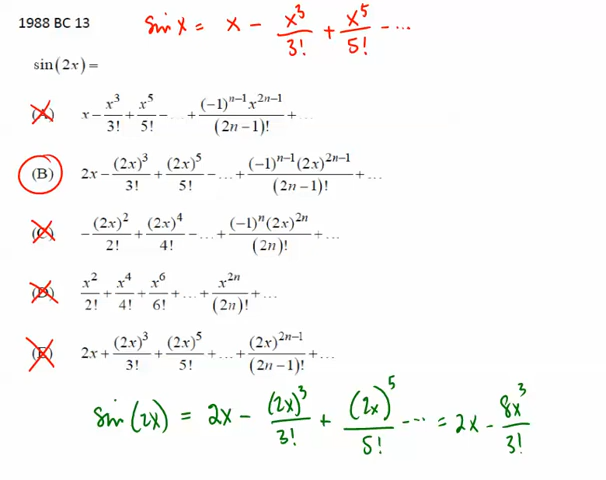 1988 BC 13
sin x = x - x³/3! + x⁵/5! - ...
sin(2x) =
(A) x - x³/3! + x⁵/5! - ... + (-1)ⁿ⁻¹x²ⁿ⁻¹/(2n-1)! + ...
(B) 2x - (2x)³/3! + (2x)⁵/5! - ... + (-1)ⁿ⁻¹(2x)²ⁿ⁻¹/(2n-1)! + ...
(C) -(2x)²/2! + (2x)⁴/4! - ... + (-1)ⁿ(2x)²ⁿ/(2n)! + ...
(D) x²/2! + x⁴/4! + x⁶/6! + ... + x²ⁿ/(2n)! + ...
(E) 2x + (2x)³/3! + (2x)⁵/5! + ... + (2x)²ⁿ⁻¹/(2n-1)! + ...
sin(2x) = 2x - (2x)³/3! + (2x)⁵/5! - ... = 2x - 8x³/3!